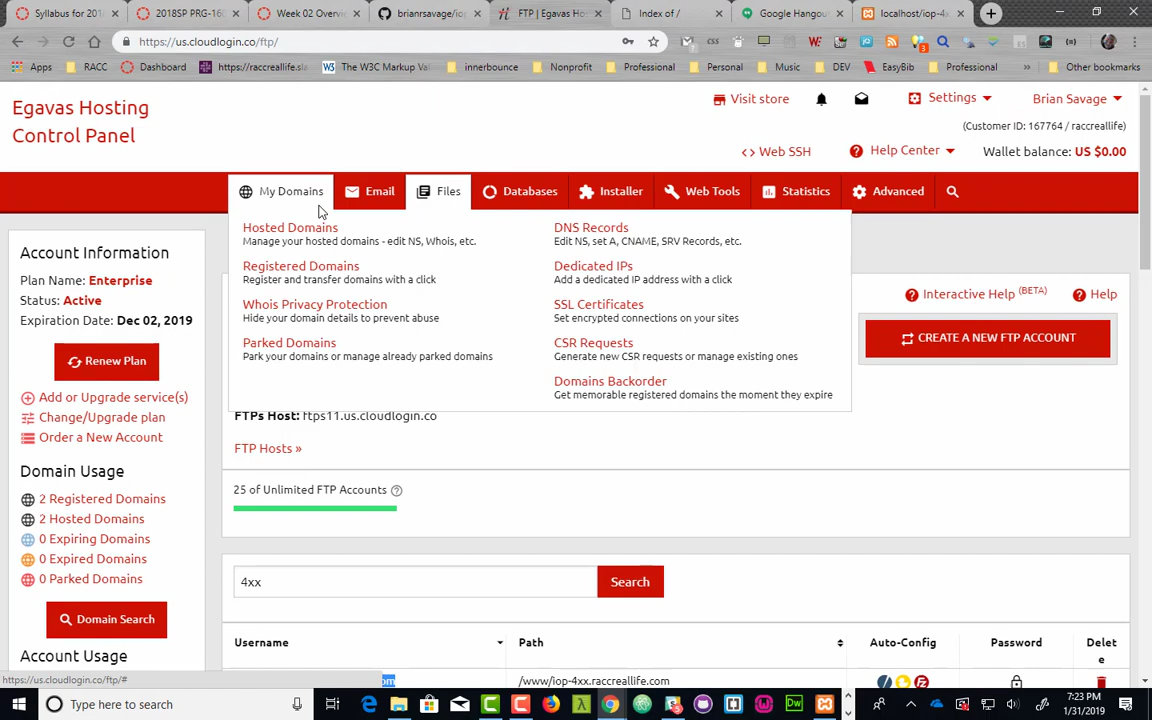 Syllabus for 201
2018SP PRG-16
Week 02 Overvi
brianrsavage/iop
FTP | Egavas Ho
Index of /
Google Hangou
localhost/iop-4x
https://us.cloudlogin.co/ftp/
Apps
RACC
Dashboard
https://raccreallife.sla
The W3C Markup Val
innerbounce
Nonprofit
Professional
Personal
Music
DEV
EasyBib
Professional
»
Other bookmarks
Egavas Hosting
Control Panel
Visit store
Settings
Brian Savage
(Customer ID: 167764 / raccreallife)
<> Web SSH
Help Center
Wallet balance: US $0.00
My Domains
Email
Files
Databases
Installer
Web Tools
Statistics
Advanced
Hosted Domains
Manage your hosted domains - edit NS, Whois, etc.
Registered Domains
Register and transfer domains with a click
Whois Privacy Protection
Hide your domain details to prevent abuse
Parked Domains
Park your domains or manage already parked domains
DNS Records
Edit NS, set A, CNAME, SRV Records, etc.
Dedicated IPs
Add a dedicated IP address with a click
SSL Certificates
Set encrypted connections on your sites
CSR Requests
Generate new CSR requests or manage existing ones
Domains Backorder
Get memorable registered domains the moment they expire
Account Information
Plan Name: Enterprise
Status: Active
Expiration Date: Dec 02, 2019
Renew Plan
Add or Upgrade service(s)
Change/Upgrade plan
Order a New Account
Domain Usage
2 Registered Domains
2 Hosted Domains
0 Expiring Domains
0 Expired Domains
0 Parked Domains
Domain Search
Account Usage
Interactive Help (BETA)
Help
CREATE A NEW FTP ACCOUNT
FTPs Host: ftps11.us.cloudlogin.co
FTP Hosts »
25 of Unlimited FTP Accounts
4xx
Search
Username
Path
Auto-Config
Password
Delet
e
om
/www/iop-4xx.raccreallife.com
https://us.cloudlogin.co/ftp/#
Type here to search
7:23 PM
1/31/2019